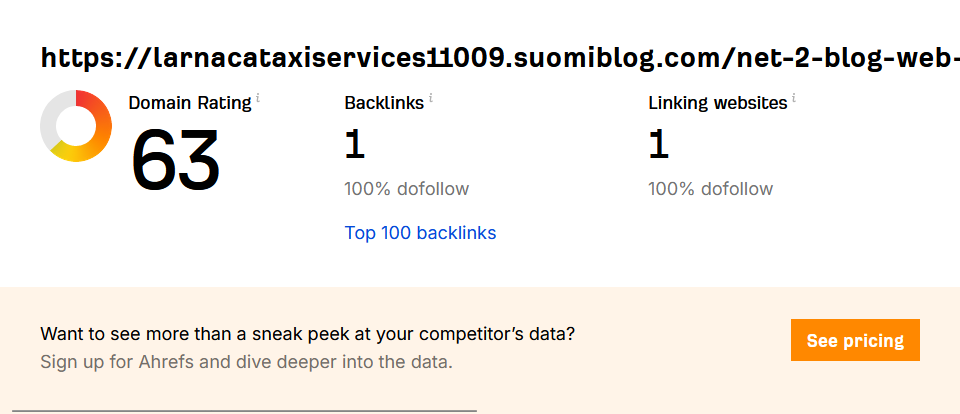 https://larnacataxiservices11009.suomiblog.com/net-2-blog-web-
Domain Rating i
Backlinks i
Linking websites i
63
1
1
100% dofollow
100% dofollow
Top 100 backlinks
Want to see more than a sneak peek at your competitor’s data?
Sign up for Ahrefs and dive deeper into the data.
See pricing